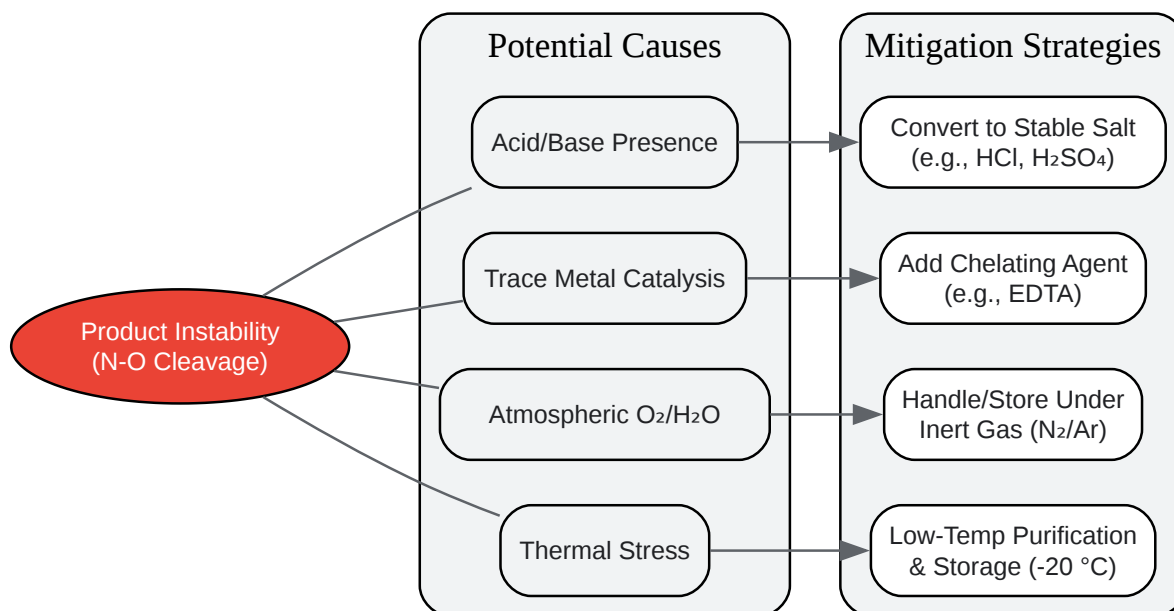 Potential Causes
Mitigation Strategies
Acid/Base Presence
Convert to Stable Salt
(e.g., HCl, H₂SO₄)
Trace Metal Catalysis
Add Chelating Agent
(e.g., EDTA)
Product Instability
(N-O Cleavage)
Atmospheric O₂/H₂O
Handle/Store Under
Inert Gas (N₂/Ar)
Thermal Stress
Low-Temp Purification
& Storage (-20 °C)